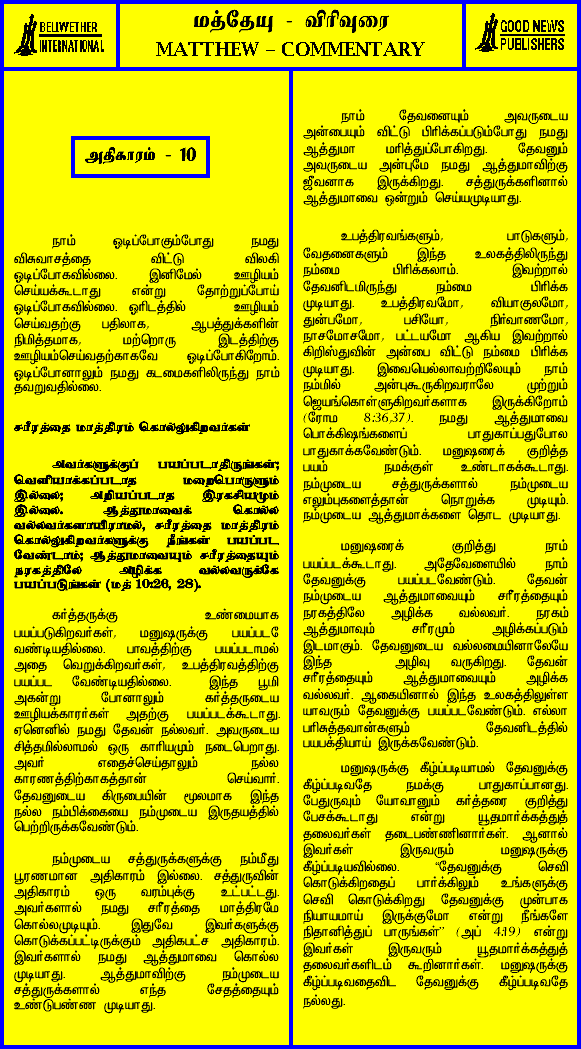 BELLWETHER
INTERNATIONAL
மத்தேயு - விரிவுரை
MATTHEW – COMMENTARY
GOOD NEWS
PUBLISHERS
அதிகாரம் - 10
நாம் ஓடிப்போகும்போது நமது
விசுவாசத்தை விட்டு விலகி
ஓடிப்போகவில்லை. இனிமேல் ஊழியம்
செய்யக்கூடாது என்று தோற்றுப்போய்
ஓடிப்போகவில்லை. ஓரிடத்தில் ஊழியம்
செய்வதற்கு பதிலாக, ஆபத்துக்களின்
நிமித்தமாக, மற்றொரு இடத்திற்கு
ஊழியம்செய்வதற்காகவே ஓடிப்போகிறோம்.
ஓடிப்போனாலும் நமது கடமைகளிலிருந்து நாம்
தவறுவதில்லை.
சரீரத்தை மாத்திரம் கொல்லுகிறவர்கள்
அவர்களுக்குப் பயப்படாதிருங்கள்;
வெளியாக்கப்படாத மறைபொருளும்
இல்லை; அறியப்படாத இரகசியமும்
இல்லை. ஆத்துமாவைக் கொல்ல
வல்லவர்களாயிராமல், சரீரத்தை மாத்திரம்
கொல்லுகிறவர்களுக்கு நீங்கள் பயப்பட
வேண்டாம்; ஆத்துமாவையும் சரீரத்தையும்
நரகத்திலே அழிக்க வல்லவருக்கே
பயப்படுங்கள் (மத் 10:26, 28).
கர்த்தருக்கு உண்மையாக
பயப்படுகிறவர்கள், மனுஷருக்கு பயப்படே
வண்டியதில்லை. பாவத்திற்கு பயப்படாமல்
அதை வெறுக்கிறவர்கள், உபத்திரவத்திற்கு
பயப்பட வேண்டியதில்லை. இந்த பூமி
அகன்று போனாலும் கர்த்தருடைய
ஊழியக்காரர்கள் அதற்கு பயப்படக்கூடாது.
ஏனெனில் நமது தேவன் நல்லவர். அவருடைய
சித்தமில்லாமல் ஒரு காரியமும் நடைபெறாது.
அவர் எதைச்செய்தாலும் நல்ல
காரணத்திற்காகத்தான் செய்வார்.
தேவனுடைய கிருபையின் மூலமாக இந்த
நல்ல நம்பிக்கையை நம்முடைய இருதயத்தில்
பெற்றிருக்கவேண்டும்.
நம்முடைய சத்துருக்களுக்கு நம்மீது
பூரணமான அதிகாரம் இல்லை. சத்துருவின்
அதிகாரம் ஒரு வரம்புக்கு உட்பட்டது.
அவர்களால் நமது சரீரத்தை மாத்திரமே
கொல்லமுடியும். இதுவே இவர்களுக்கு
கொடுக்கப்பட்டிருக்கும் அதிகபட்ச அதிகாரம்.
இவர்களால் நமது ஆத்துமாவை கொல்ல
முடியாது. ஆத்துமாவிற்கு நம்முடைய
சத்துருக்களால் எந்த சேதத்தையும்
உண்டுபண்ண முடியாது.
நாம் தேவனையும் அவருடைய
அன்பையும் விட்டு பிரிக்கப்படும்போது நமது
ஆத்துமா மரித்துப்போகிறது. தேவனும்
அவருடைய அன்புமே நமது ஆத்துமாவிற்கு
ஜீவனாக இருக்கிறது. சத்துருக்களினால்
ஆத்துமாவை ஒன்றும் செய்யமுடியாது.
உபத்திரவங்களும், பாடுகளும்,
வேதனைகளும் இந்த உலகத்திலிருந்து
நம்மை பிரிக்கலாம். இவற்றால்
தேவனிடமிருந்து நம்மை பிரிக்க
முடியாது. உபத்திரவமோ, வியாகுலமோ,
துன்பமோ, பசியோ, நிர்வாணமோ,
நாசமோசமோ, பட்டயமோ ஆகிய இவற்றால்
கிறிஸ்துவின் அன்பை விட்டு நம்மை பிரிக்க
முடியாது. இவையெல்லாவற்றிலேயும் நாம்
நம்மில் அன்புகூருகிறவராலே முற்றும்
ஜெயங்கொள்ளுகிறவர்களாக இருக்கிறோம்
(ரோம 8:36,37). நமது ஆத்துமாவை
பொக்கிஷங்களைப் பாதுகாப்பதுபோல
பாதுகாக்கவேண்டும். மனுஷரைக் குறித்த
பயம் நமக்குள் உண்டாகக்கூடாது.
நம்முடைய சத்துருக்களால் நம்முடைய
எலும்புகளைத்தான் நொறுக்க முடியும்.
நம்முடைய ஆத்துமாக்களை தொட முடியாது.
மனுஷரைக் குறித்து நாம்
பயப்படக்கூடாது. அதேவேளையில் நாம்
தேவனுக்கு பயப்படவேண்டும். தேவன்
நம்முடைய ஆத்துமாவையும் சரீரத்தையும்
நரகத்திலே அழிக்க வல்லவர். நரகம்
ஆத்துமாவும் சரீரமும் அழிக்கப்படும்
இடமாகும். தேவனுடைய வல்லமையினாலேயே
இந்த அழிவு வருகிறது. தேவன்
சரீரத்தையும் ஆத்துமாவையும் அழிக்க
வல்லவர். ஆகையினால் இந்த உலகத்திலுள்ள
யாவரும் தேவனுக்கு பயப்படவேண்டும். எல்லா
பரிசுத்தவான்களும் தேவனிடத்தில்
பயபக்தியாய் இருக்கவேண்டும்.
மனுஷருக்கு கீழ்ப்படியாமல் தேவனுக்கு
கீழ்ப்படிவதே நமக்கு பாதுகாப்பானது.
பேதுருவும் யோவானும் கர்த்தரை குறித்து
பேசக்கூடாது என்று யூதமார்க்கத்துத்
தலைவர்கள் தடைபண்ணினார்கள். ஆனால்
இவர்கள் இருவரும் மனுஷருக்கு
கீழ்ப்படியவில்லை. "தேவனுக்கு செவி
கொடுக்கிறதைப் பார்க்கிலும் உங்களுக்கு
செவி கொடுக்கிறது தேவனுக்கு முன்பாக
நியாயமாய் இருக்குமோ என்று நீங்களே
நிதானித்துப் பாருங்கள்" (அப் 4:19) என்று
இவர்கள் இருவரும் யூதமார்க்கத்துத்
தலைவர்களிடம் கூறினார்கள். மனுஷருக்கு
கீழ்ப்படிவதைவிட தேவனுக்கு கீழ்ப்படிவதே
நல்லது.